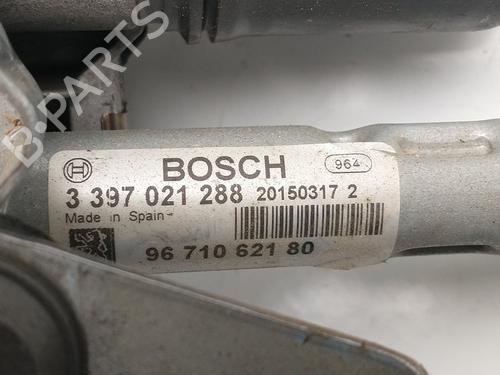 B-PARTS
BOSCH 964
3 397 021 288 20150317 2
Made in Spain
96 710 621 80